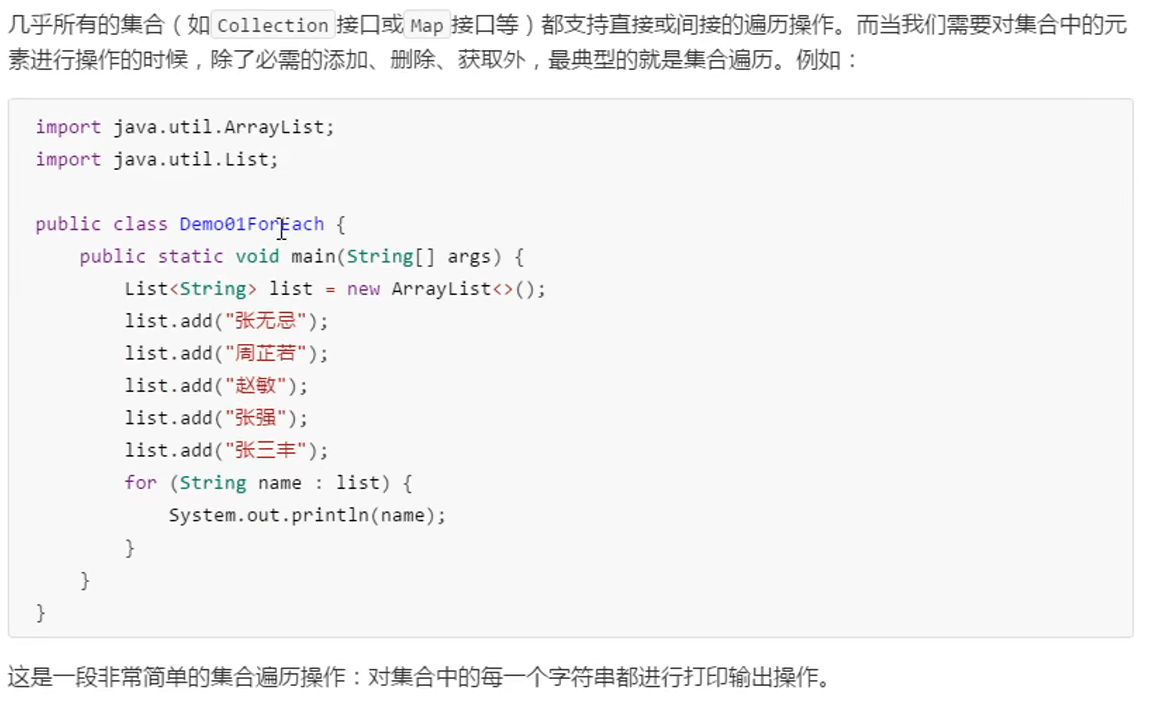 几乎所有的集合（如Collection接口或Map接口等）都支持直接或间接的遍历操作。而当我们需要对集合中的元
素进行操作的时候，除了必需的添加、删除、获取外，最典型的就是集合遍历。例如：
import java.util.ArrayList;
import java.util.List;
public class Demo01ForEach {
public static void main(String[] args) {
List<String> list = new ArrayList<>();
list.add("张无忌");
list.add("周芷若");
list.add("赵敏");
list.add("张强");
list.add("张三丰");
for (String name : list) {
System.out.println(name);
}
}
}
这是一段非常简单的集合遍历操作：对集合中的每一个字符串都进行打印输出操作。